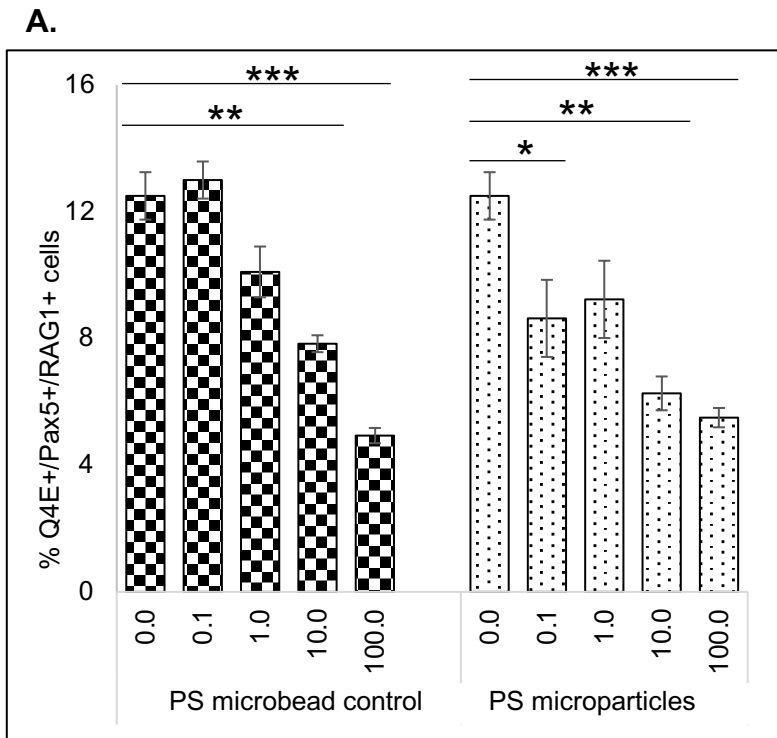 A.
***
***
**
**
*
16
12
8
4
0
% Q4E+/Pax5+/RAG1+ cells
0.0 0.1 1.0 10.0 100.0 0.0 0.1 1.0 10.0 100.0
PS microbead control PS microparticles